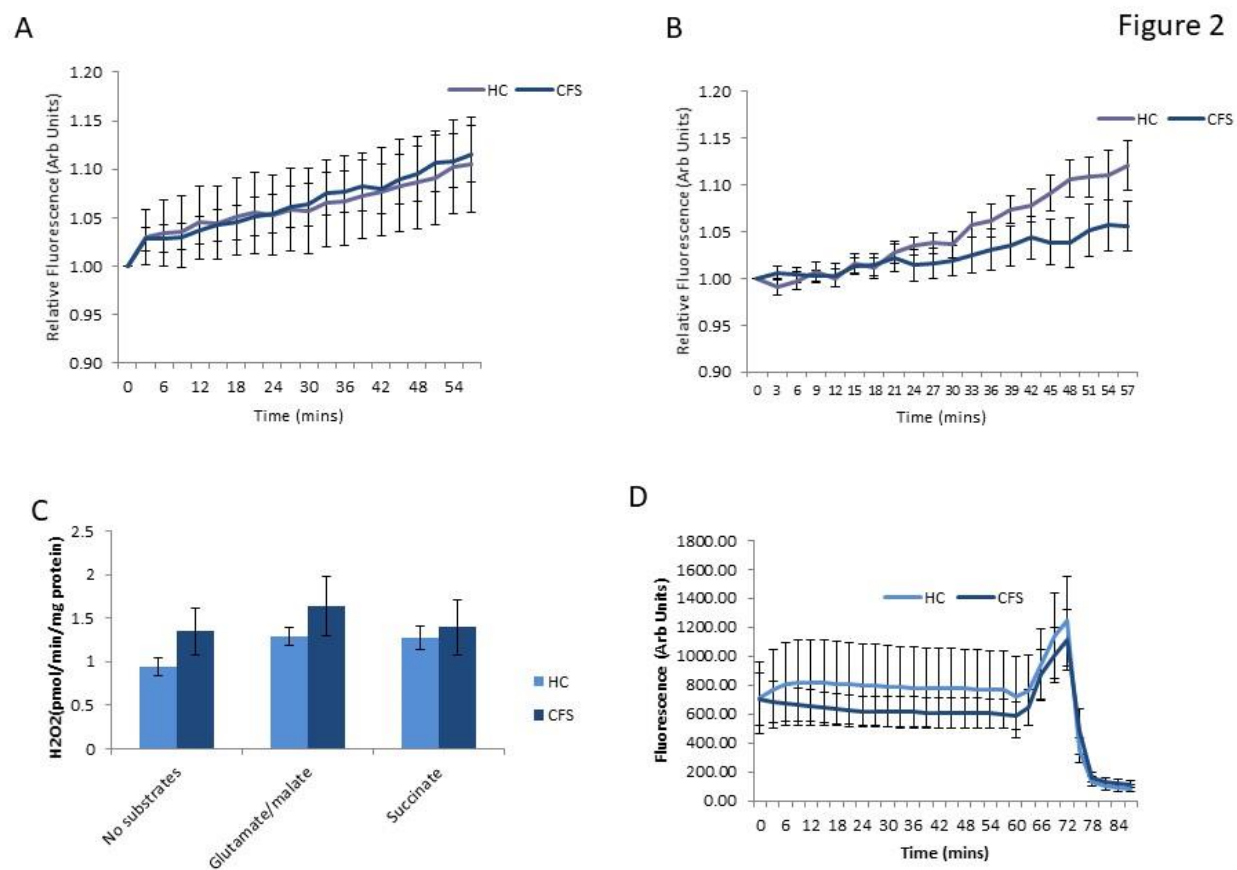 Figure 2
A
1.20
1.15
1.10
1.05
1.00
0.95
0.90
Relative Fluorescence (Arb Units)
HC CFS
0 6 12 18 24 30 36 42 48 54
Time (mins)
B
1.20
1.15
1.10
1.05
1.00
0.95
0.90
Relative Fluorescence (Arb Units)
HC CFS
0 3 6 9 12 15 18 21 24 27 30 33 36 39 42 45 48 51 54 57
Time (mins)
C
2.5
2
1.5
1
0.5
0
H2O2(pmol/min/mg protein)
No substrates
Glutamate/malate
Succinate
HC
CFS
D
1800.00
1600.00
1400.00
1200.00
1000.00
800.00
600.00
400.00
200.00
0.00
Fluorescence (Arb Units)
HC CFS
0 6 12 18 24 30 36 42 48 54 60 66 72 78 84
Time (mins)